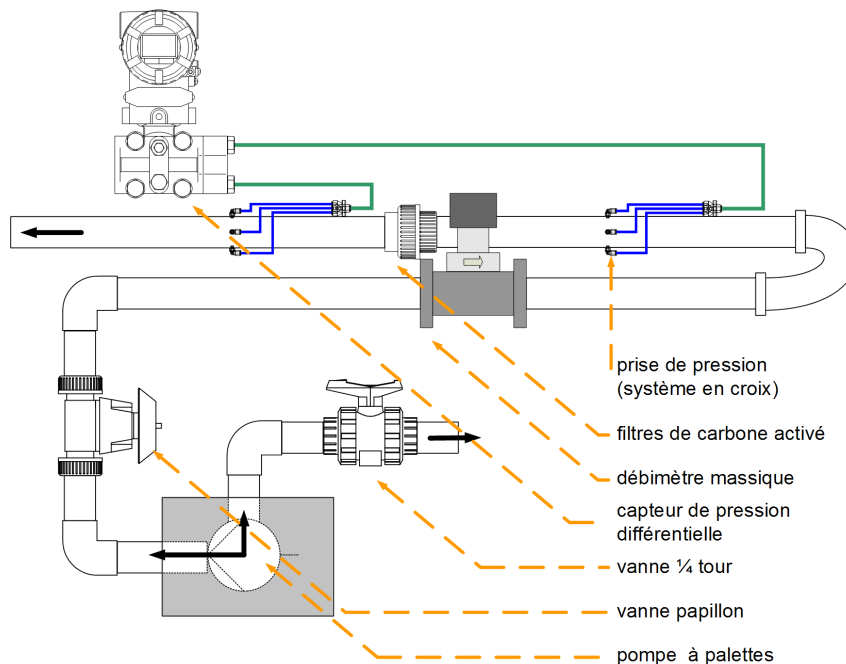 prise de pression
(système en croix)
filtres de carbone activé
débimètre massique
capteur de pression
différentielle
vanne ¼ tour
vanne papillon
pompe à palettes